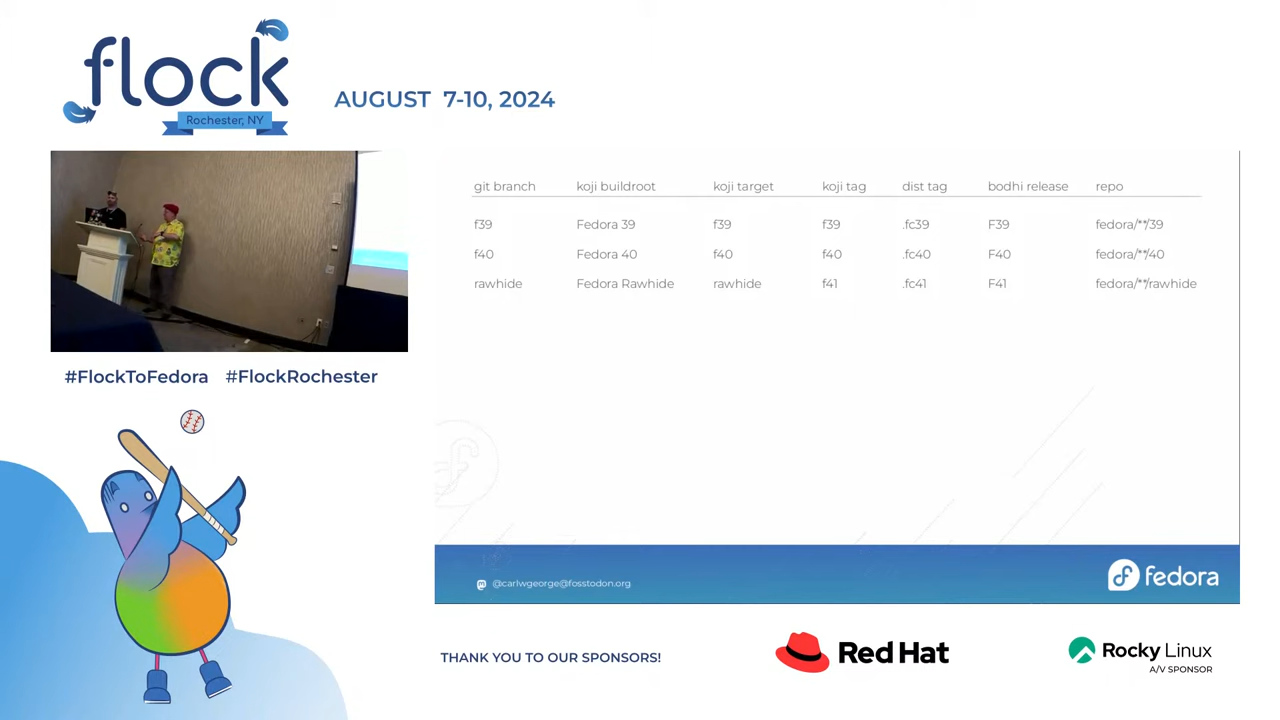 flock
Rochester, NY
AUGUST 7-10, 2024
git branch koji buildroot koji target koji tag dist tag bodhi release repo
f39 Fedora 39 f39 f39 .fc39 F39 fedora/**/39
f40 Fedora 40 f40 f40 .fc40 F40 fedora/**/40
rawhide Fedora Rawhide rawhide f41 .fc41 F41 fedora/**/rawhide
#FlockToFedora #FlockRochester
@carlwgeorge@fosstodon.org
fedora
THANK YOU TO OUR SPONSORS!
Red Hat
Rocky Linux
A/V SPONSOR